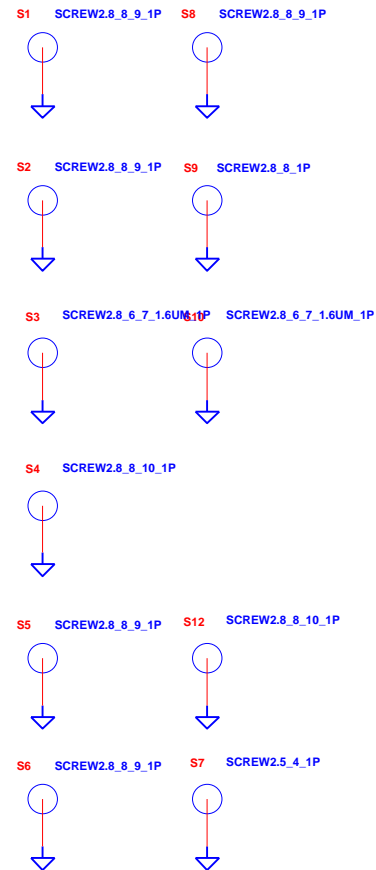 S1 SCREW2.8_8_9_1P S8 SCREW2.8_8_9_1P
S2 SCREW2.8_8_9_1P S9 SCREW2.8_8_1P
S3 SCREW2.8_6_7_1.6UM_1P S10 SCREW2.8_6_7_1.6UM_1P
S4 SCREW2.8_8_10_1P
S5 SCREW2.8_8_9_1P S12 SCREW2.8_8_10_1P
S6 SCREW2.8_8_9_1P S7 SCREW2.5_4_1P